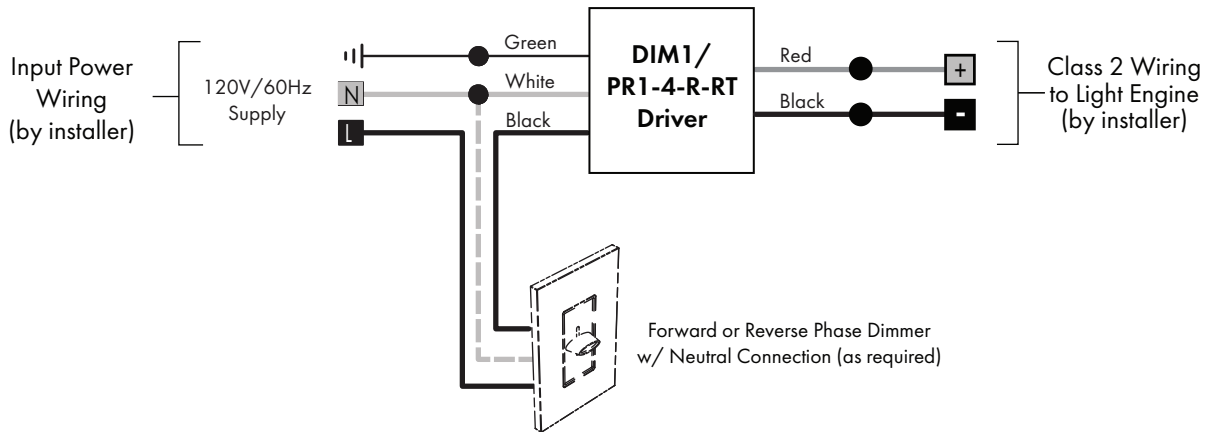 Input Power
Wiring
(by installer)
120V/60Hz
Supply
N
L
Green
White
Black
DIM1/
PR1-4-R-RT
Driver
Red
Black
+
-
Class 2 Wiring
to Light Engine
(by installer)
Forward or Reverse Phase Dimmer
w/ Neutral Connection (as required)